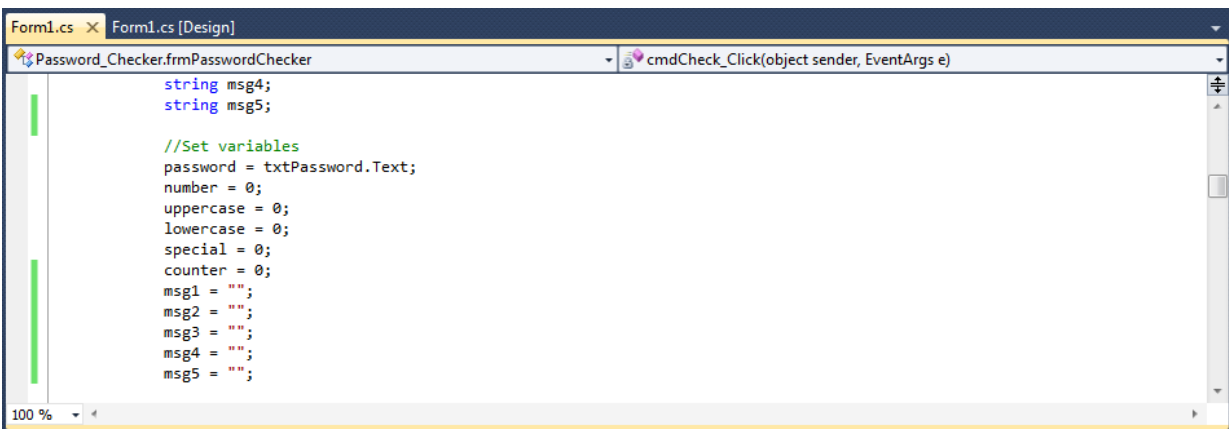 Form1.cs Form1.cs [Design]
Password_Checker.frmPasswordChecker cmdCheck_Click(object sender, EventArgs e)
string msg4;
string msg5;
//Set variables
password = txtPassword.Text;
number = 0;
uppercase = 0;
lowercase = 0;
special = 0;
counter = 0;
msg1 = "";
msg2 = "";
msg3 = "";
msg4 = "";
msg5 = "";
100 %